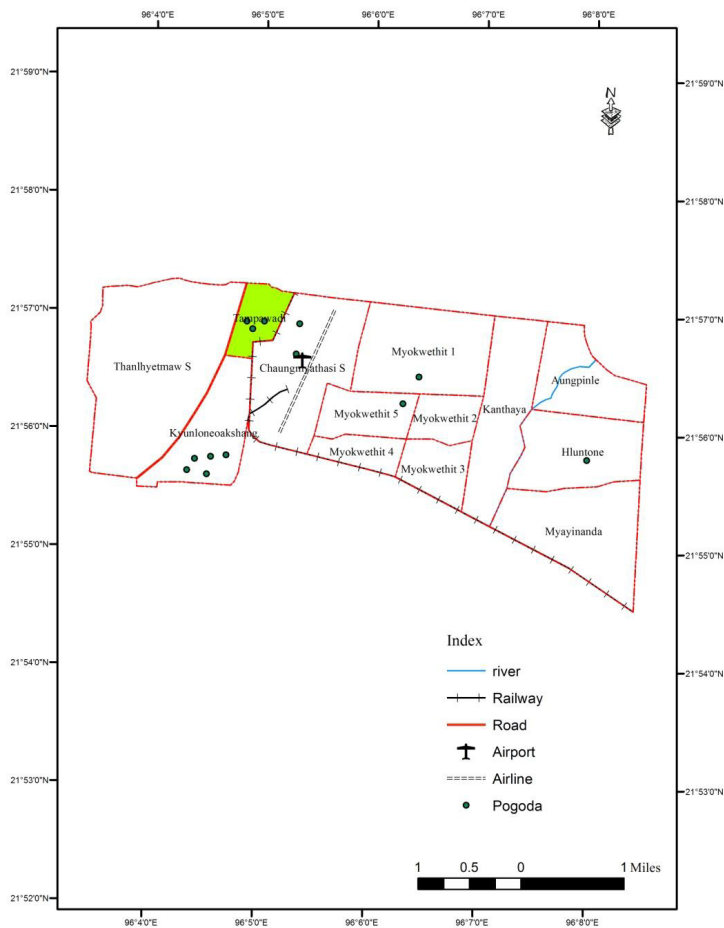 96°4'0"E 96°5'0"E 96°6'0"E 96°7'0"E 96°8'0"E
21°59'0"N
21°59'0"N
N
21°58'0"N
21°58'0"N
21°57'0"N
21°57'0"N
Tampawadi
Myokwethit 1
Thanlhyetmaw S
Chaungmyathasi S
Aungpinle
Myokwethit 5
Myokwethit 2
Kanthaya
21°56'0"N
Kyunloneoakshang
21°56'0"N
Myokwethit 4
Hluntone
Myokwethit 3
Myayinanda
21°55'0"N
21°55'0"N
Index
21°54'0"N
river
21°54'0"N
Railway
Road
Airport
21°53'0"N
Airline
21°53'0"N
Pogoda
1 0.5 0 1 Miles
21°52'0"N
96°4'0"E 96°5'0"E 96°6'0"E 96°7'0"E 96°8'0"E